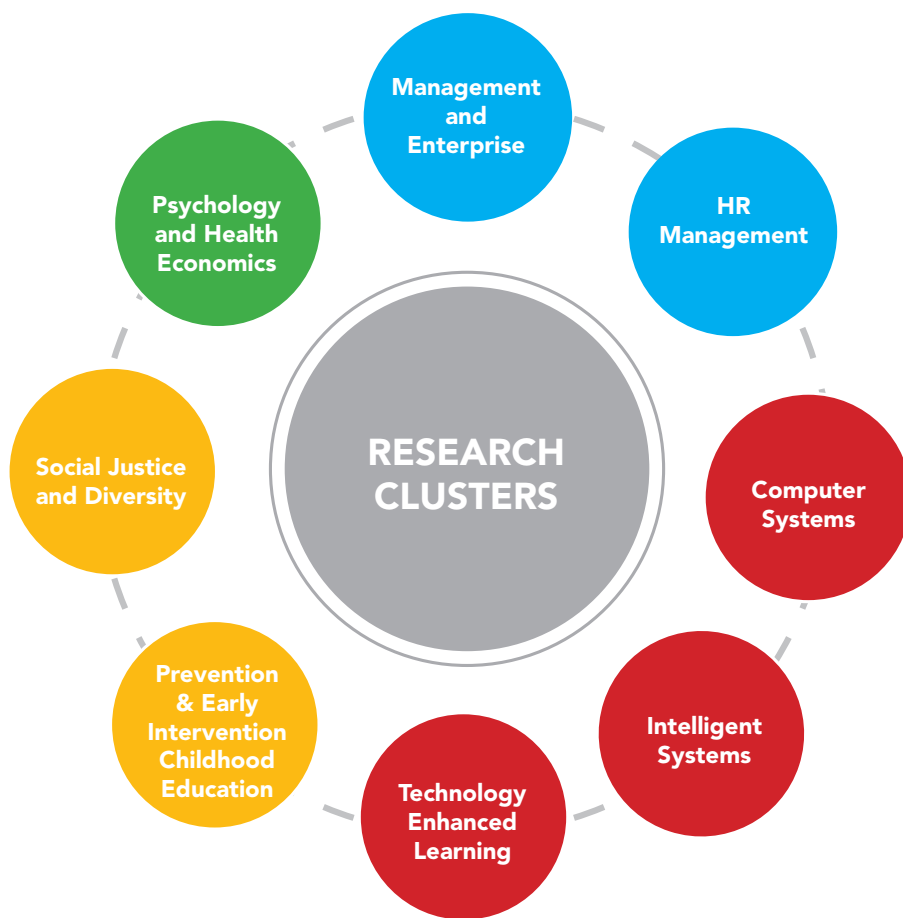 Management
and
Enterprise
HR
Management
Computer
Systems
Intelligent
Systems
Technology
Enhanced
Learning
Prevention
& Early
Intervention
Childhood
Education
Social Justice
and Diversity
Psychology
and Health
Economics
RESEARCH
CLUSTERS